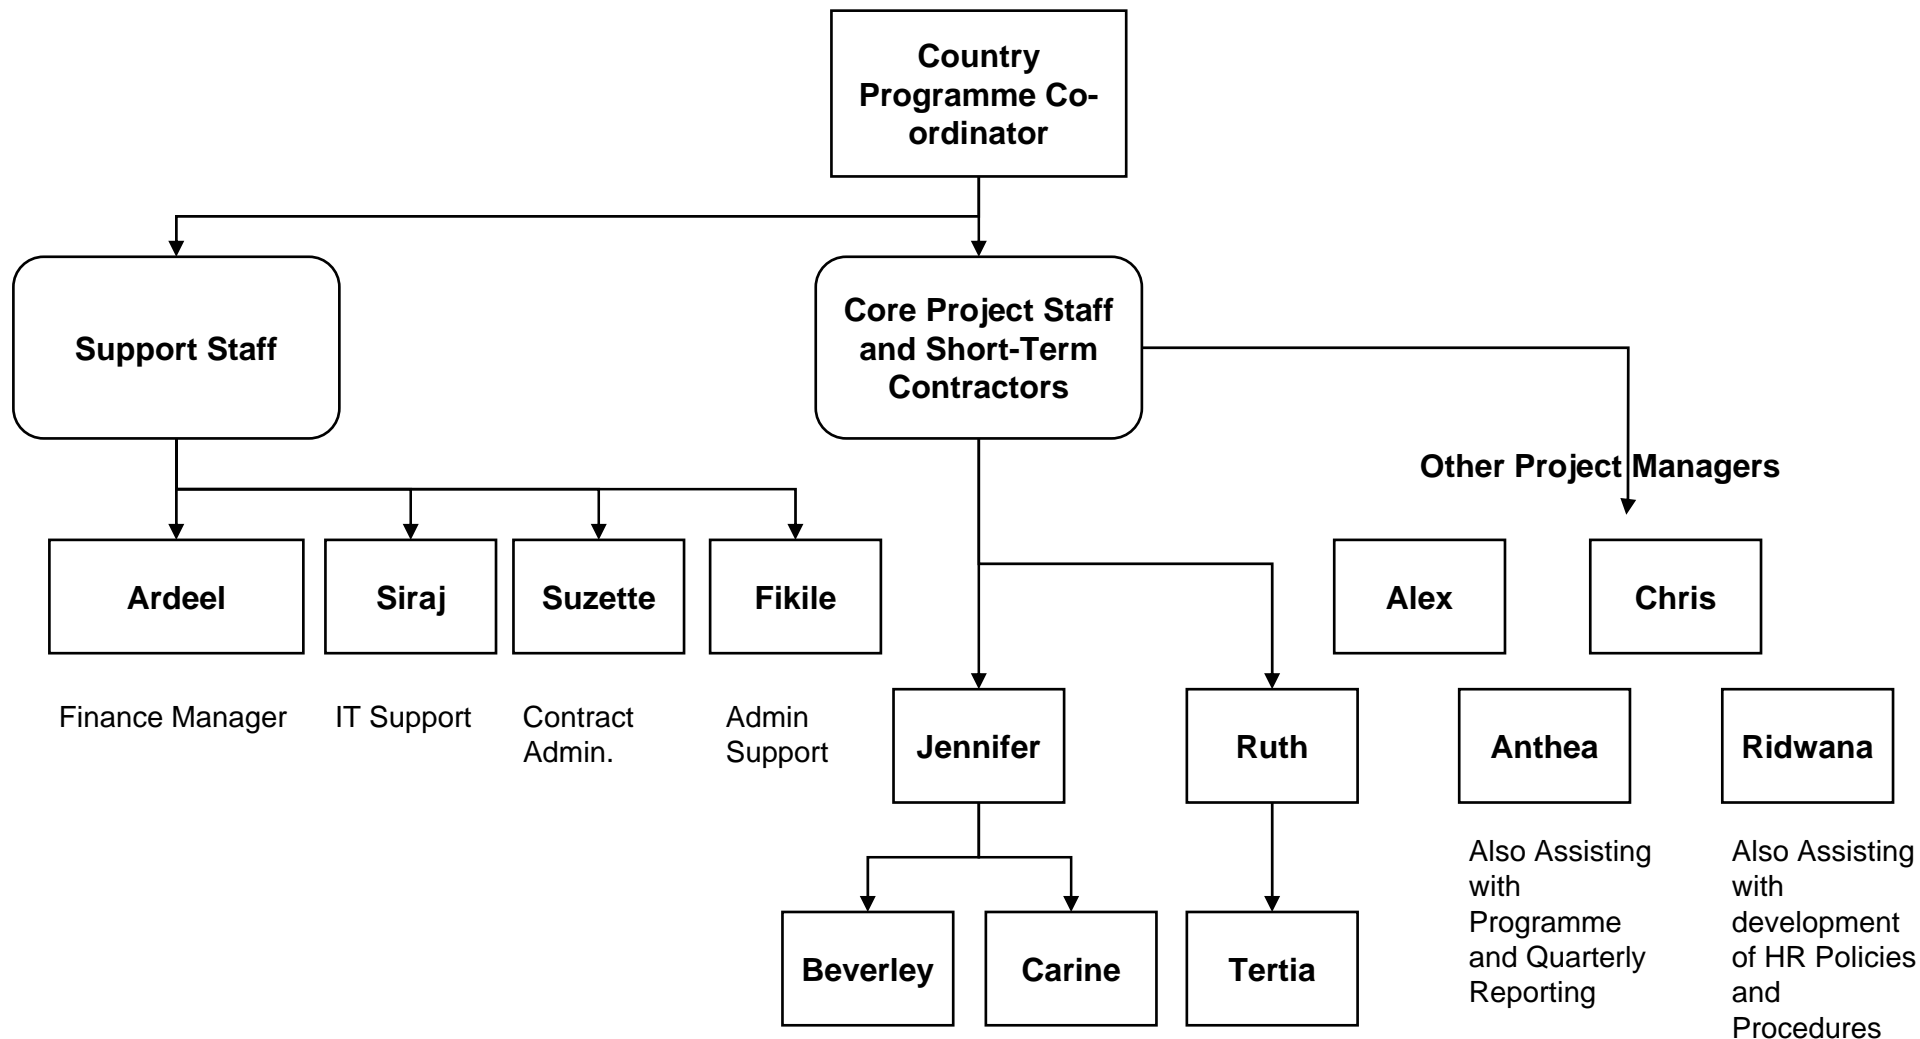 Country
Programme Co-
ordinator
Support Staff
Core Project Staff
and Short-Term
Contractors
Other Project Managers
Ardeel
Siraj
Suzette
Fikile
Alex
Chris
Finance Manager
IT Support
Contract
Admin.
Admin
Support
Jennifer
Ruth
Anthea
Ridwana
Also Assisting
with
Programme
and Quarterly
Reporting
Also Assisting
with
development
of HR Policies
and
Procedures
Beverley
Carine
Tertia